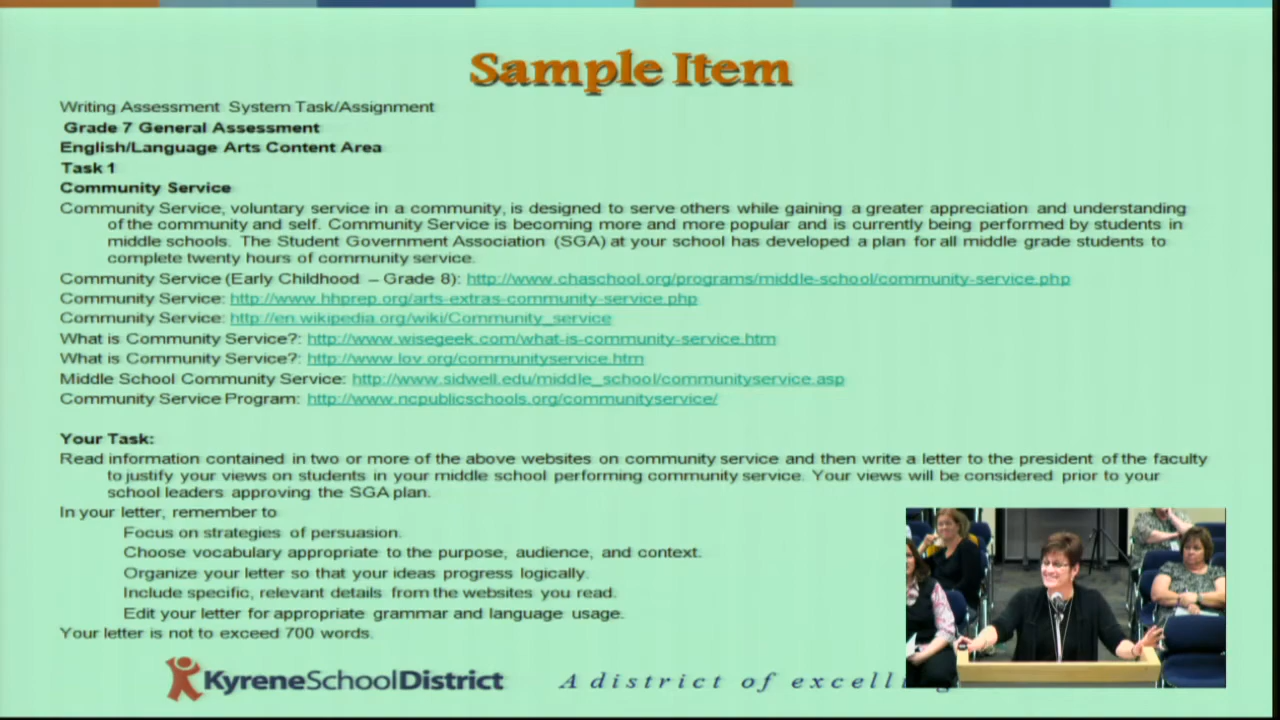 Sample Item
Writing Assessment System Task/Assignment
Grade 7 General Assessment
English/Language Arts Content Area
Task 1
Community Service
Community Service, voluntary service in a community, is designed to serve others while gaining a greater appreciation and understanding
of the community and self. Community Service is becoming more and more popular and is currently being performed by students in
middle schools. The Student Government Association (SGA) at your school has developed a plan for all middle grade students to
complete twenty hours of community service.
Community Service (Early Childhood – Grade 8): http://www.chaschool.org/programs/middle-school/community-service.php
Community Service: http://www.hhprep.org/arts-extras-community-service.php
Community Service: http://en.wikipedia.org/wiki/Community_service
What is Community Service?: http://www.wisegeek.com/what-is-community-service.htm
What is Community Service?: http://www.lov.org/communityservice.htm
Middle School Community Service: http://www.sidwell.edu/middle_school/communityservice.asp
Community Service Program: http://www.ncpublicschools.org/communityservice/
Your Task:
Read information contained in two or more of the above websites on community service and then write a letter to the president of the faculty
to justify your views on students in your middle school performing community service. Your views will be considered prior to your
school leaders approving the SGA plan.
In your letter, remember to
Focus on strategies of persuasion.
Choose vocabulary appropriate to the purpose, audience, and context.
Organize your letter so that your ideas progress logically.
Include specific, relevant details from the websites you read.
Edit your letter for appropriate grammar and language usage.
Your letter is not to exceed 700 words.
KyreneSchoolDistrict A district of